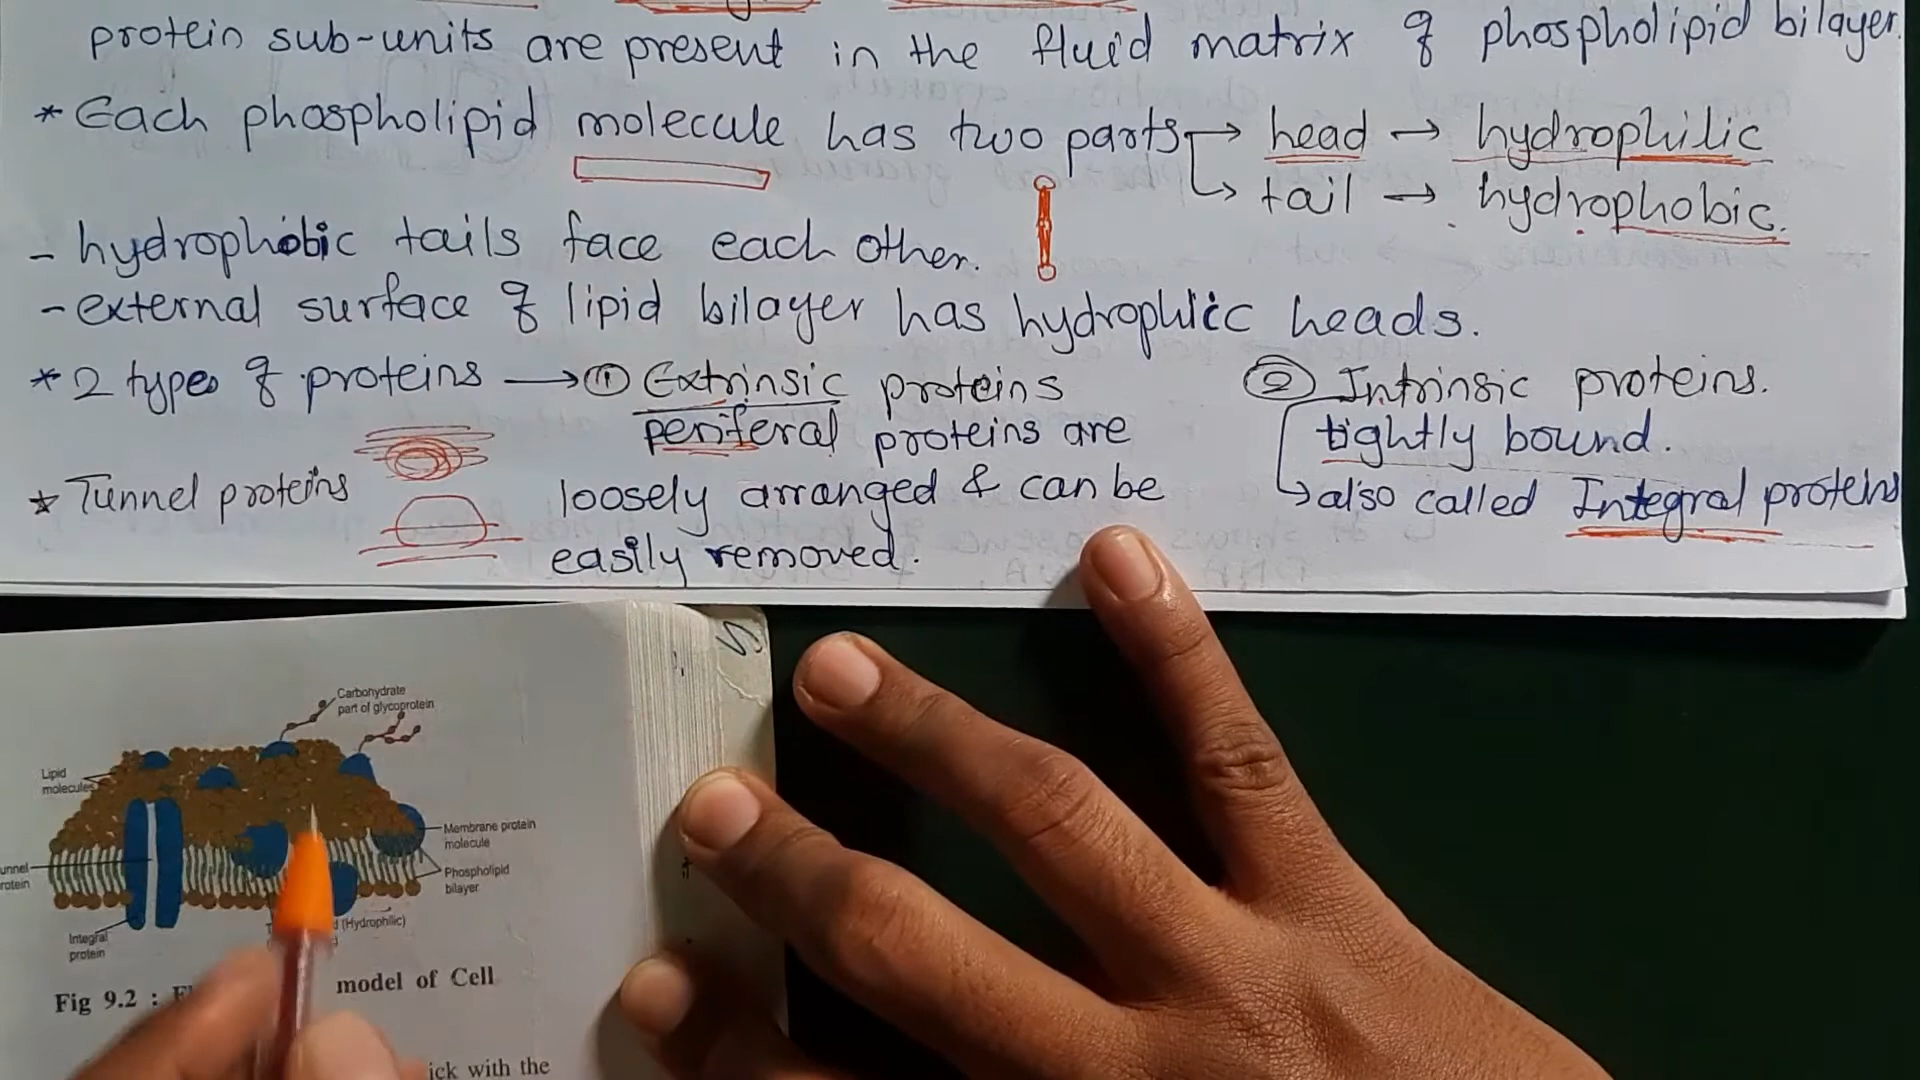 protein sub-units are present in the fluid matrix of phospholipid bilayer.
* Each phospholipid molecule has two parts → head → hydrophilic
→ tail → hydrophobic.
- hydrophobic tails face each other.
- external surface of lipid bilayer has hydrophlic heads.
* 2 types of proteins → ① Extrinsic proteins
periferal proteins are
loosely arranged & can be
easily removed.
② Intrinsic proteins.
tightly bound.
→ also called Integral proteins
* Tunnel proteins
Carbohydrate
part of glycoprotein
Lipid
molecules
Membrane protein
molecule
Phospholipid
bilayer
unnel
rotein
(Hydrophilic)
Integral
protein
Fig 9.2 : model of Cell
ick with the